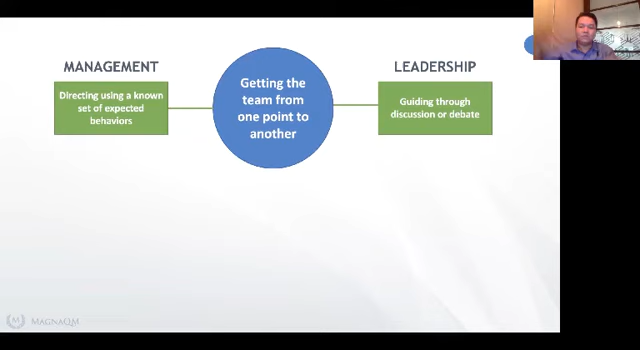 MANAGEMENT
Directing using a known
set of expected
behaviors
Getting the
team from
one point to
another
LEADERSHIP
Guiding through
discussion or debate
MAGNAQM